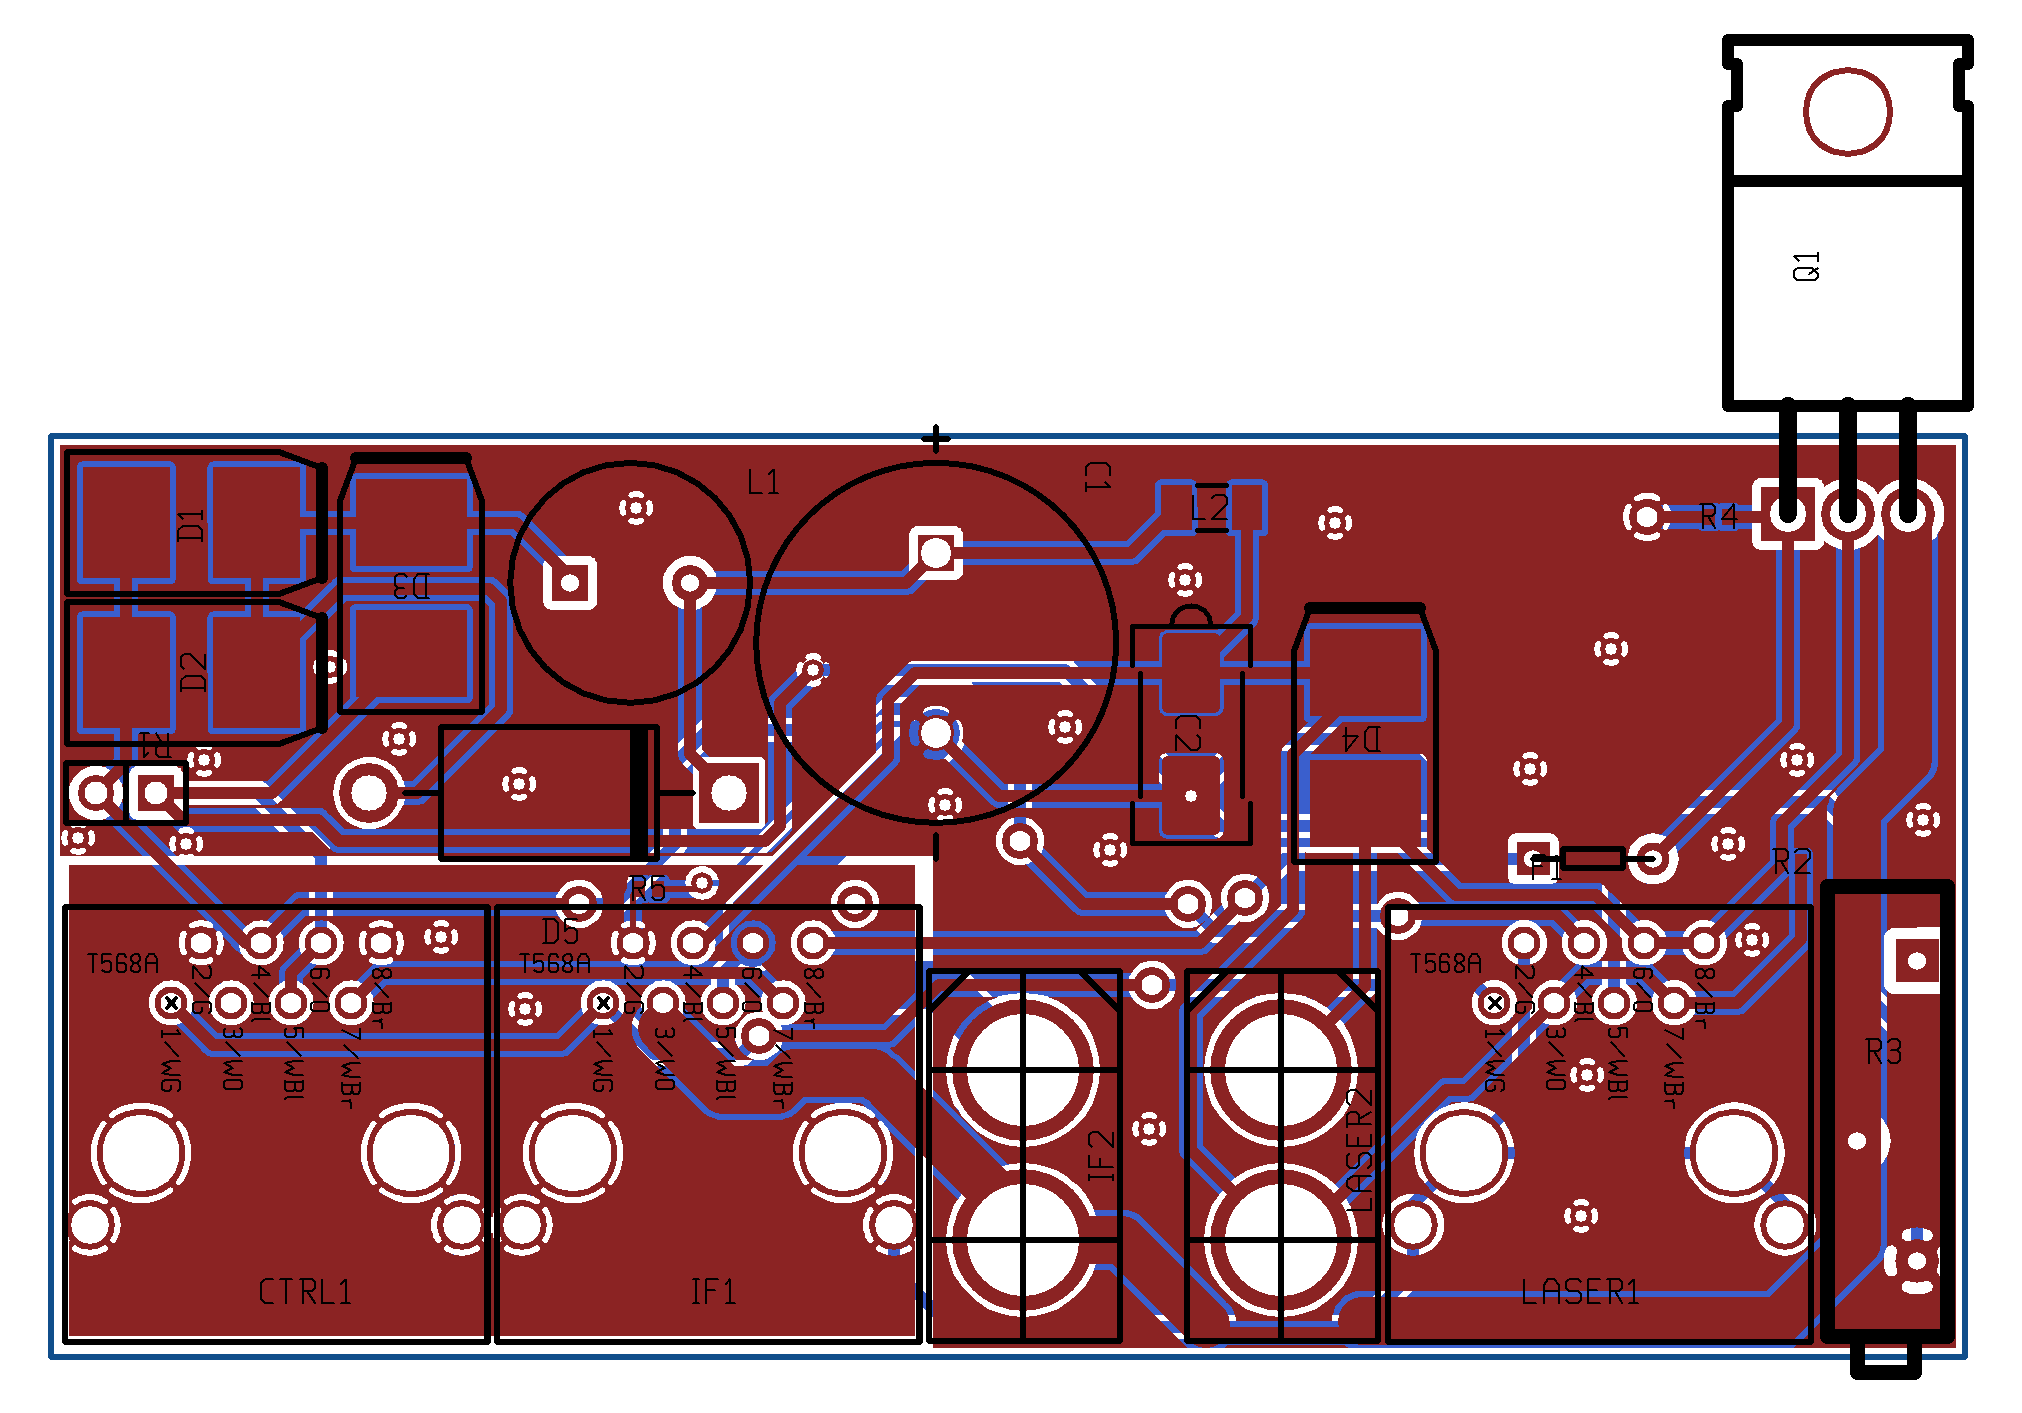 Q1
+
C1
L1
L2
R4
D1
D3
D2
C2
D4
R1
F1
R2
R5
D5
T568A
T568A
T568A
2/G
4/Bl
6/O
8/Br
2/G
4/Bl
6/O
8/Br
2/G
4/Bl
6/O
8/Br
x
x
x
1/WG
3/WO
5/WBl
7/WBr
1/WG
3/WO
5/WBl
7/WBr
1/WG
3/WO
5/WBl
7/WBr
R3
IF2
LASER2
CTRL1
IF1
LASER1